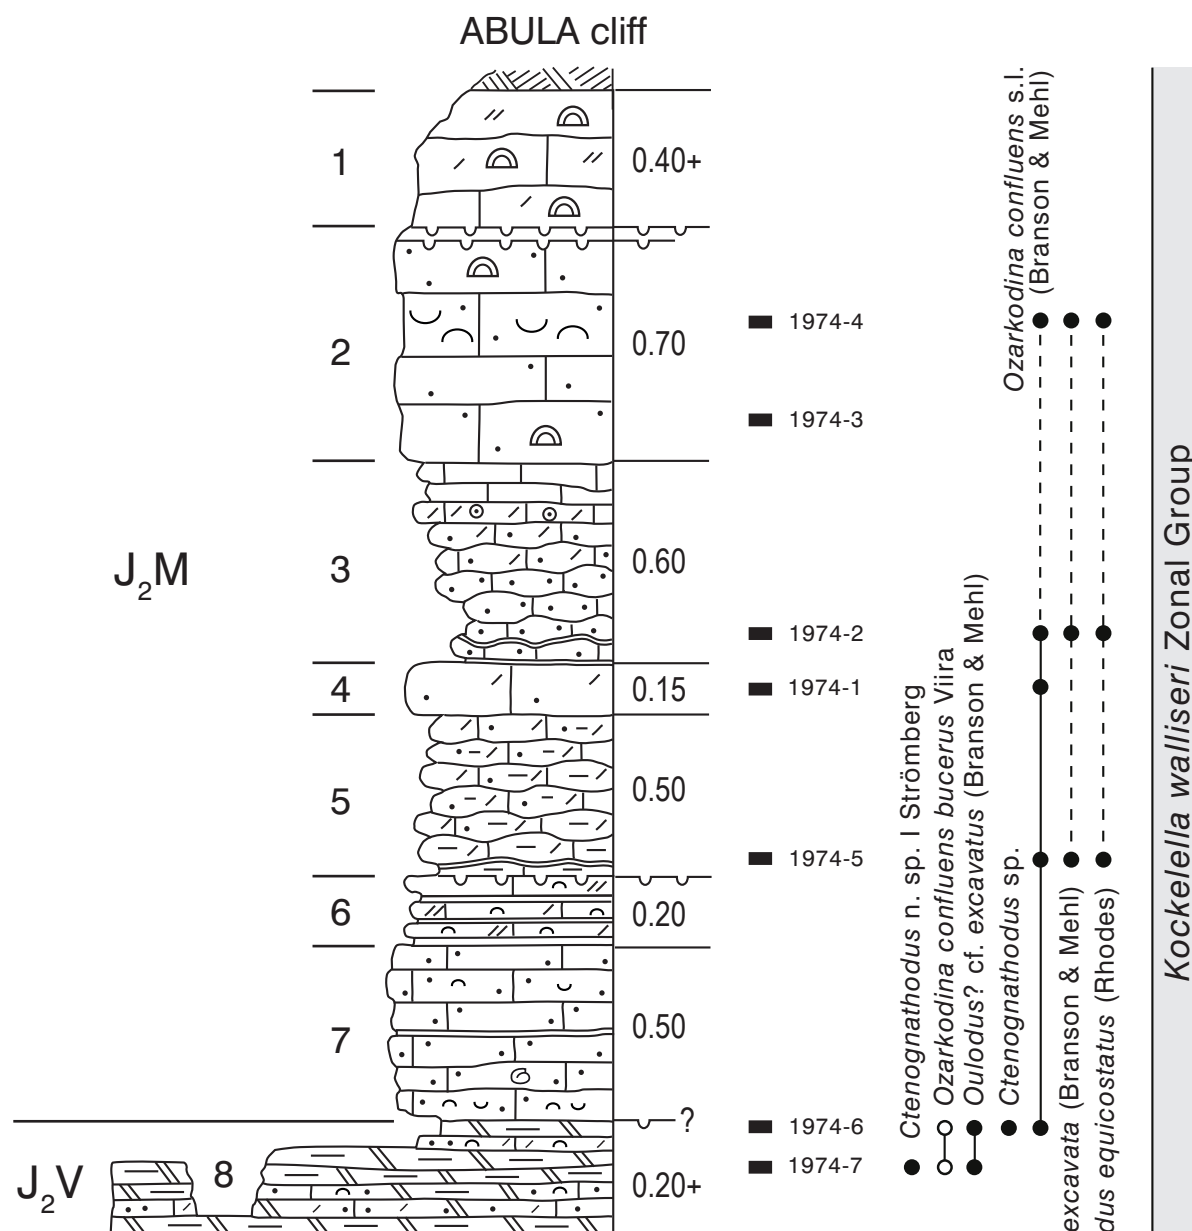 ABULA cliff
1
0.40+
2
0.70
1974-4
1974-3
3
0.60
1974-2
J2M
4
0.15
1974-1
5
0.50
1974-5
6
0.20
7
0.50
?
1974-6
J2V
8
0.20+
1974-7
Ctenognathodus n. sp. I Strömberg
Ozarkodina confluens bucerus Viira
Oulodus? cf. excavatus (Branson & Mehl)
Ctenognathodus sp.
Ozarkodina confluens s.l.
(Branson & Mehl)
excavata (Branson & Mehl)
dus equicostatus (Rhodes)
Kockelella walliseri Zonal Group